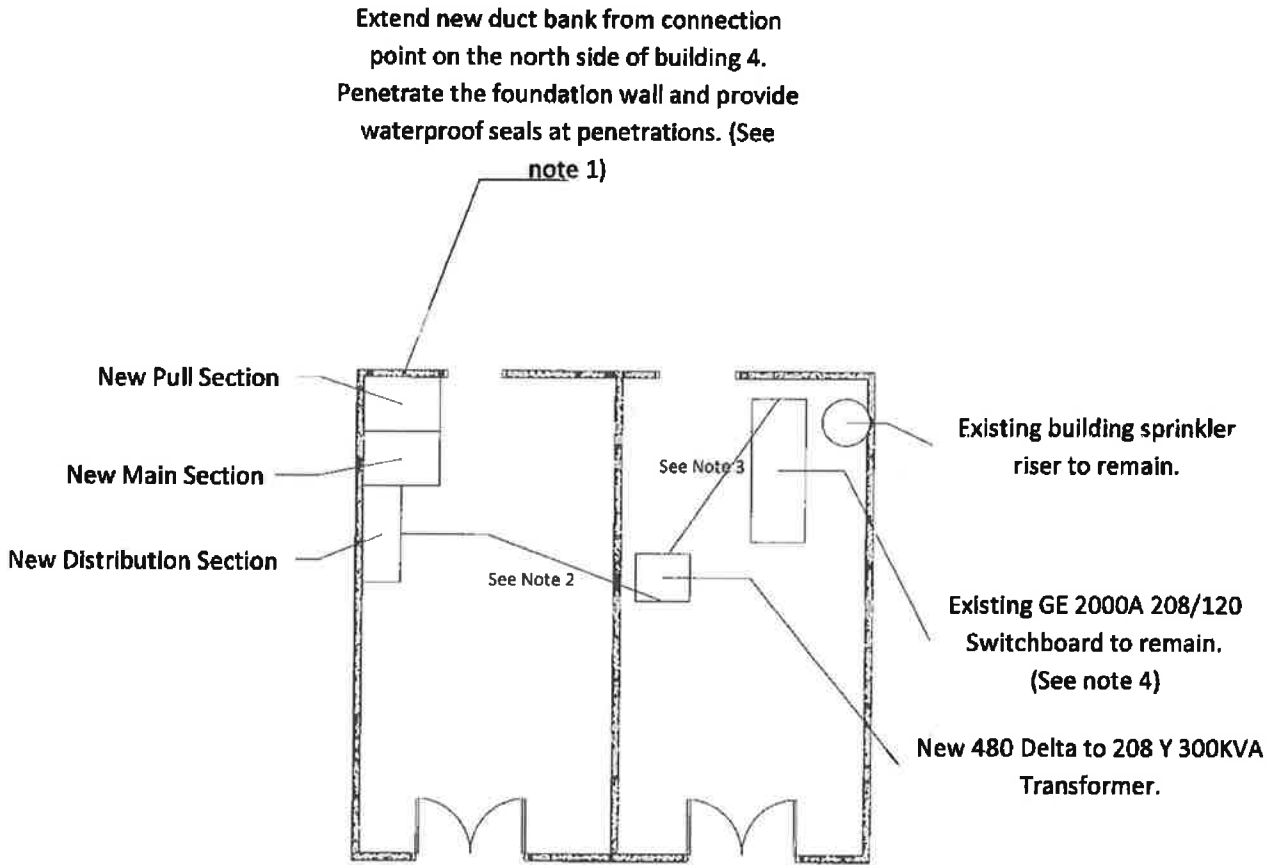 Extend new duct bank from connection
point on the north side of building 4.
Penetrate the foundation wall and provide
waterproof seals at penetrations. (See
note 1)
New Pull Section
New Main Section
New Distribution Section
See Note 2
See Note 3
Existing building sprinkler
riser to remain.
Existing GE 2000A 208/120
Switchboard to remain.
(See note 4)
New 480 Delta to 208 Y 300KVA
Transformer.